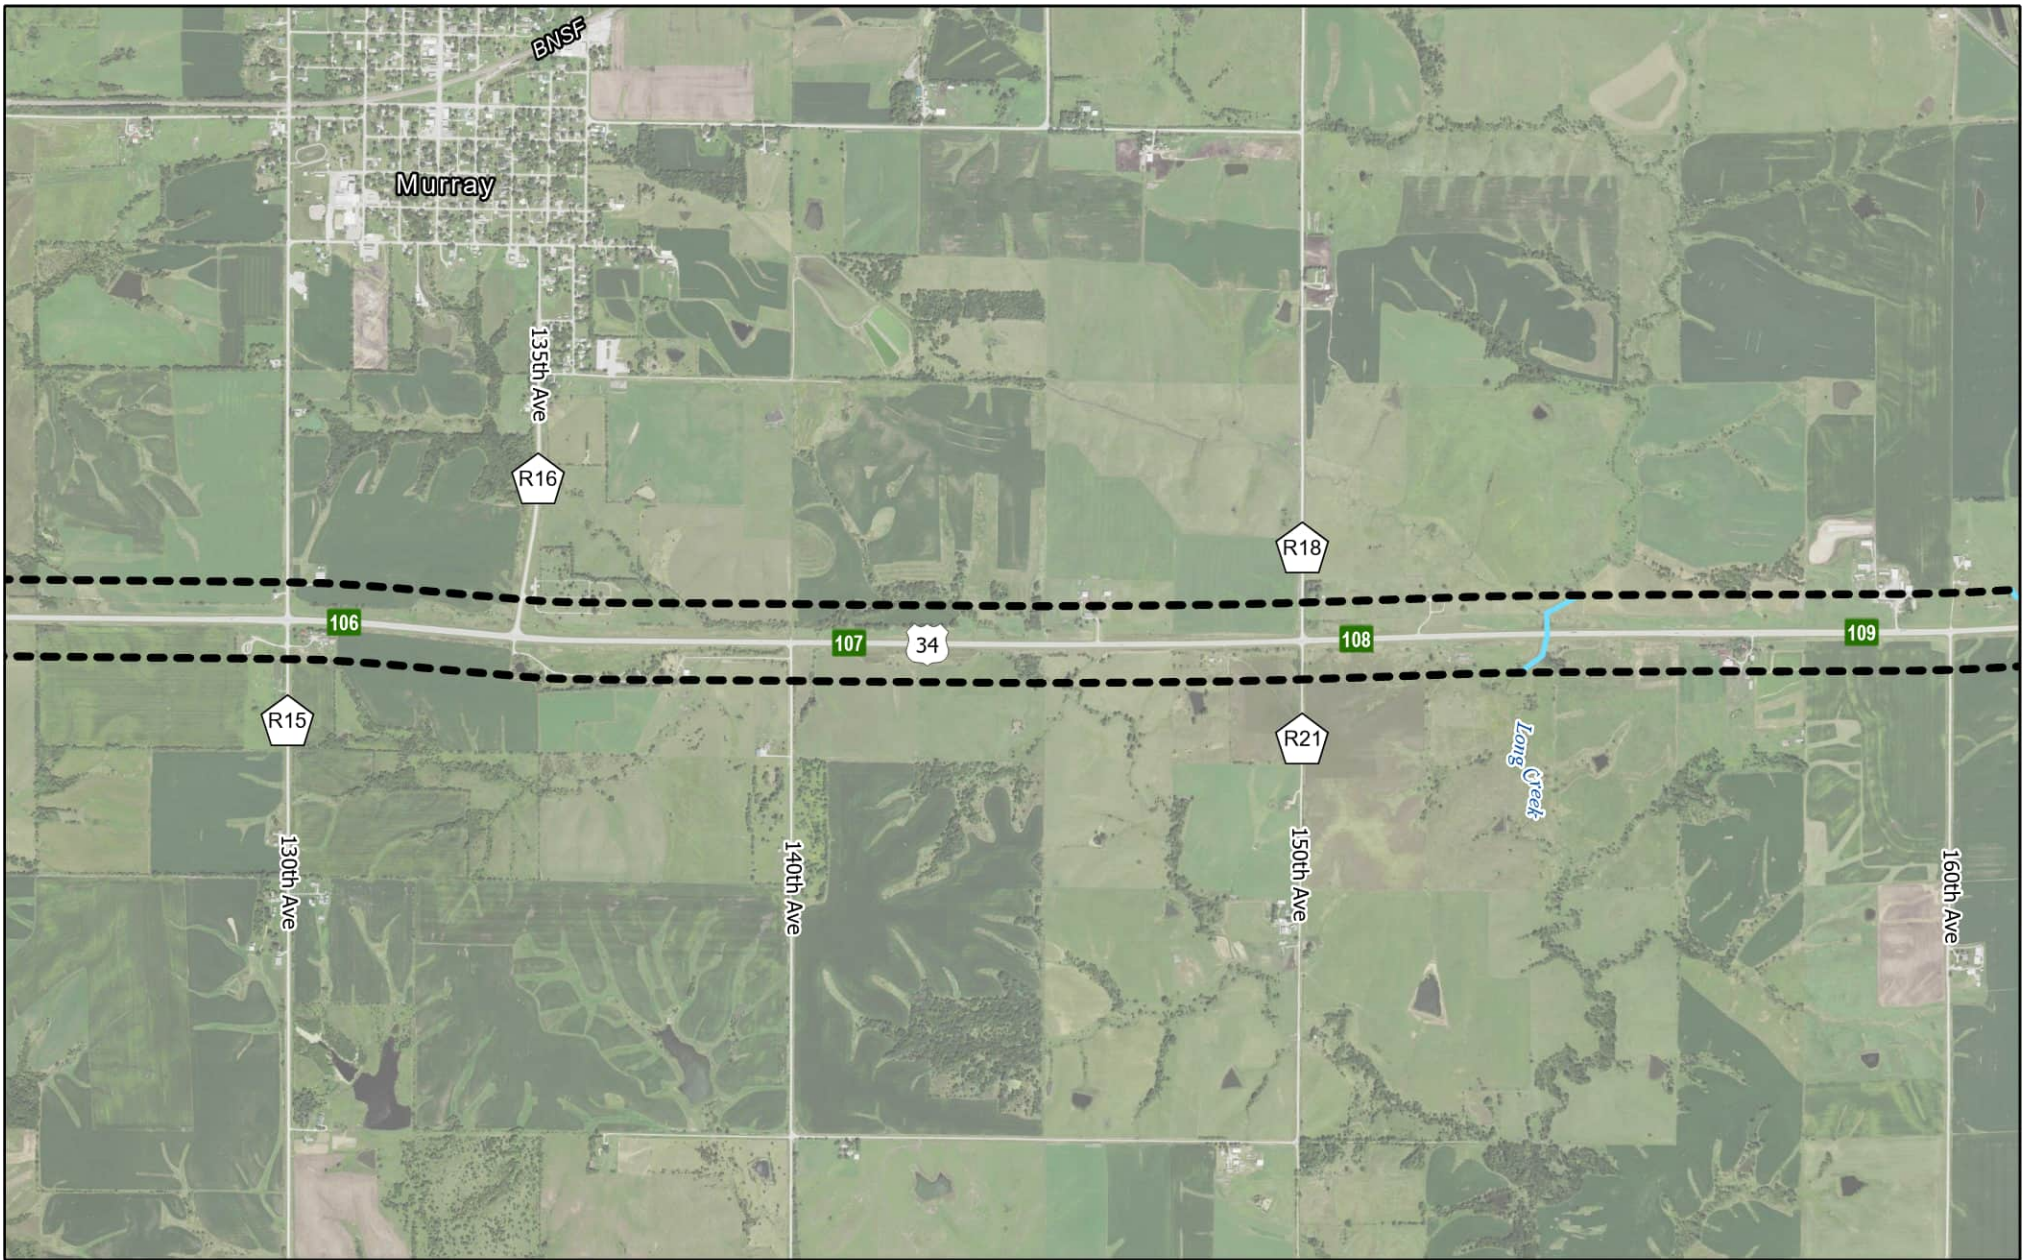 BNSF
Murray
135th Ave
R16
R18
106
107
34
108
109
R15
R21
Long Creek
130th Ave
140th Ave
150th Ave
160th Ave